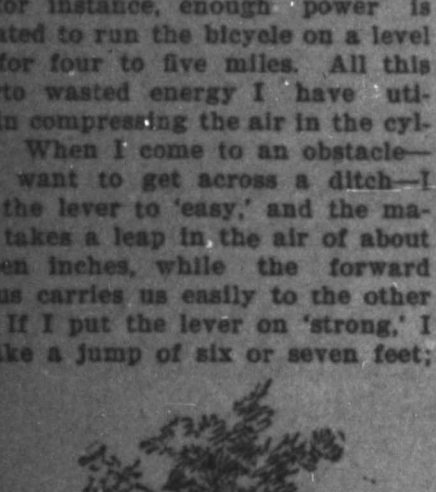 or instance, enough power is
ated to run the bicycle on a level
for four to five miles. All this
to wasted energy I have uti-
n compressing the air in the cyl-
When I come to an obstacle—
want to get across a ditch—I
the lever to 'easy,' and the ma-
takes a leap in the air of about
en inches, while the forward
us carries us easily to the other
If I put the lever on 'strong,' I
ke a jump of six or seven feet;